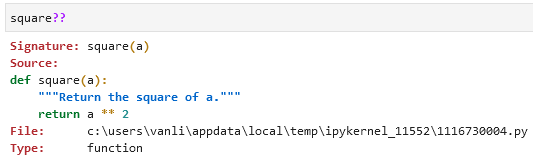 square??
Signature: square(a)
Source:
def square(a):
    """Return the square of a."""
    return a ** 2
File:      c:\users\vanli\appdata\local\temp\ipykernel_11552\1116730004.py
Type:      function